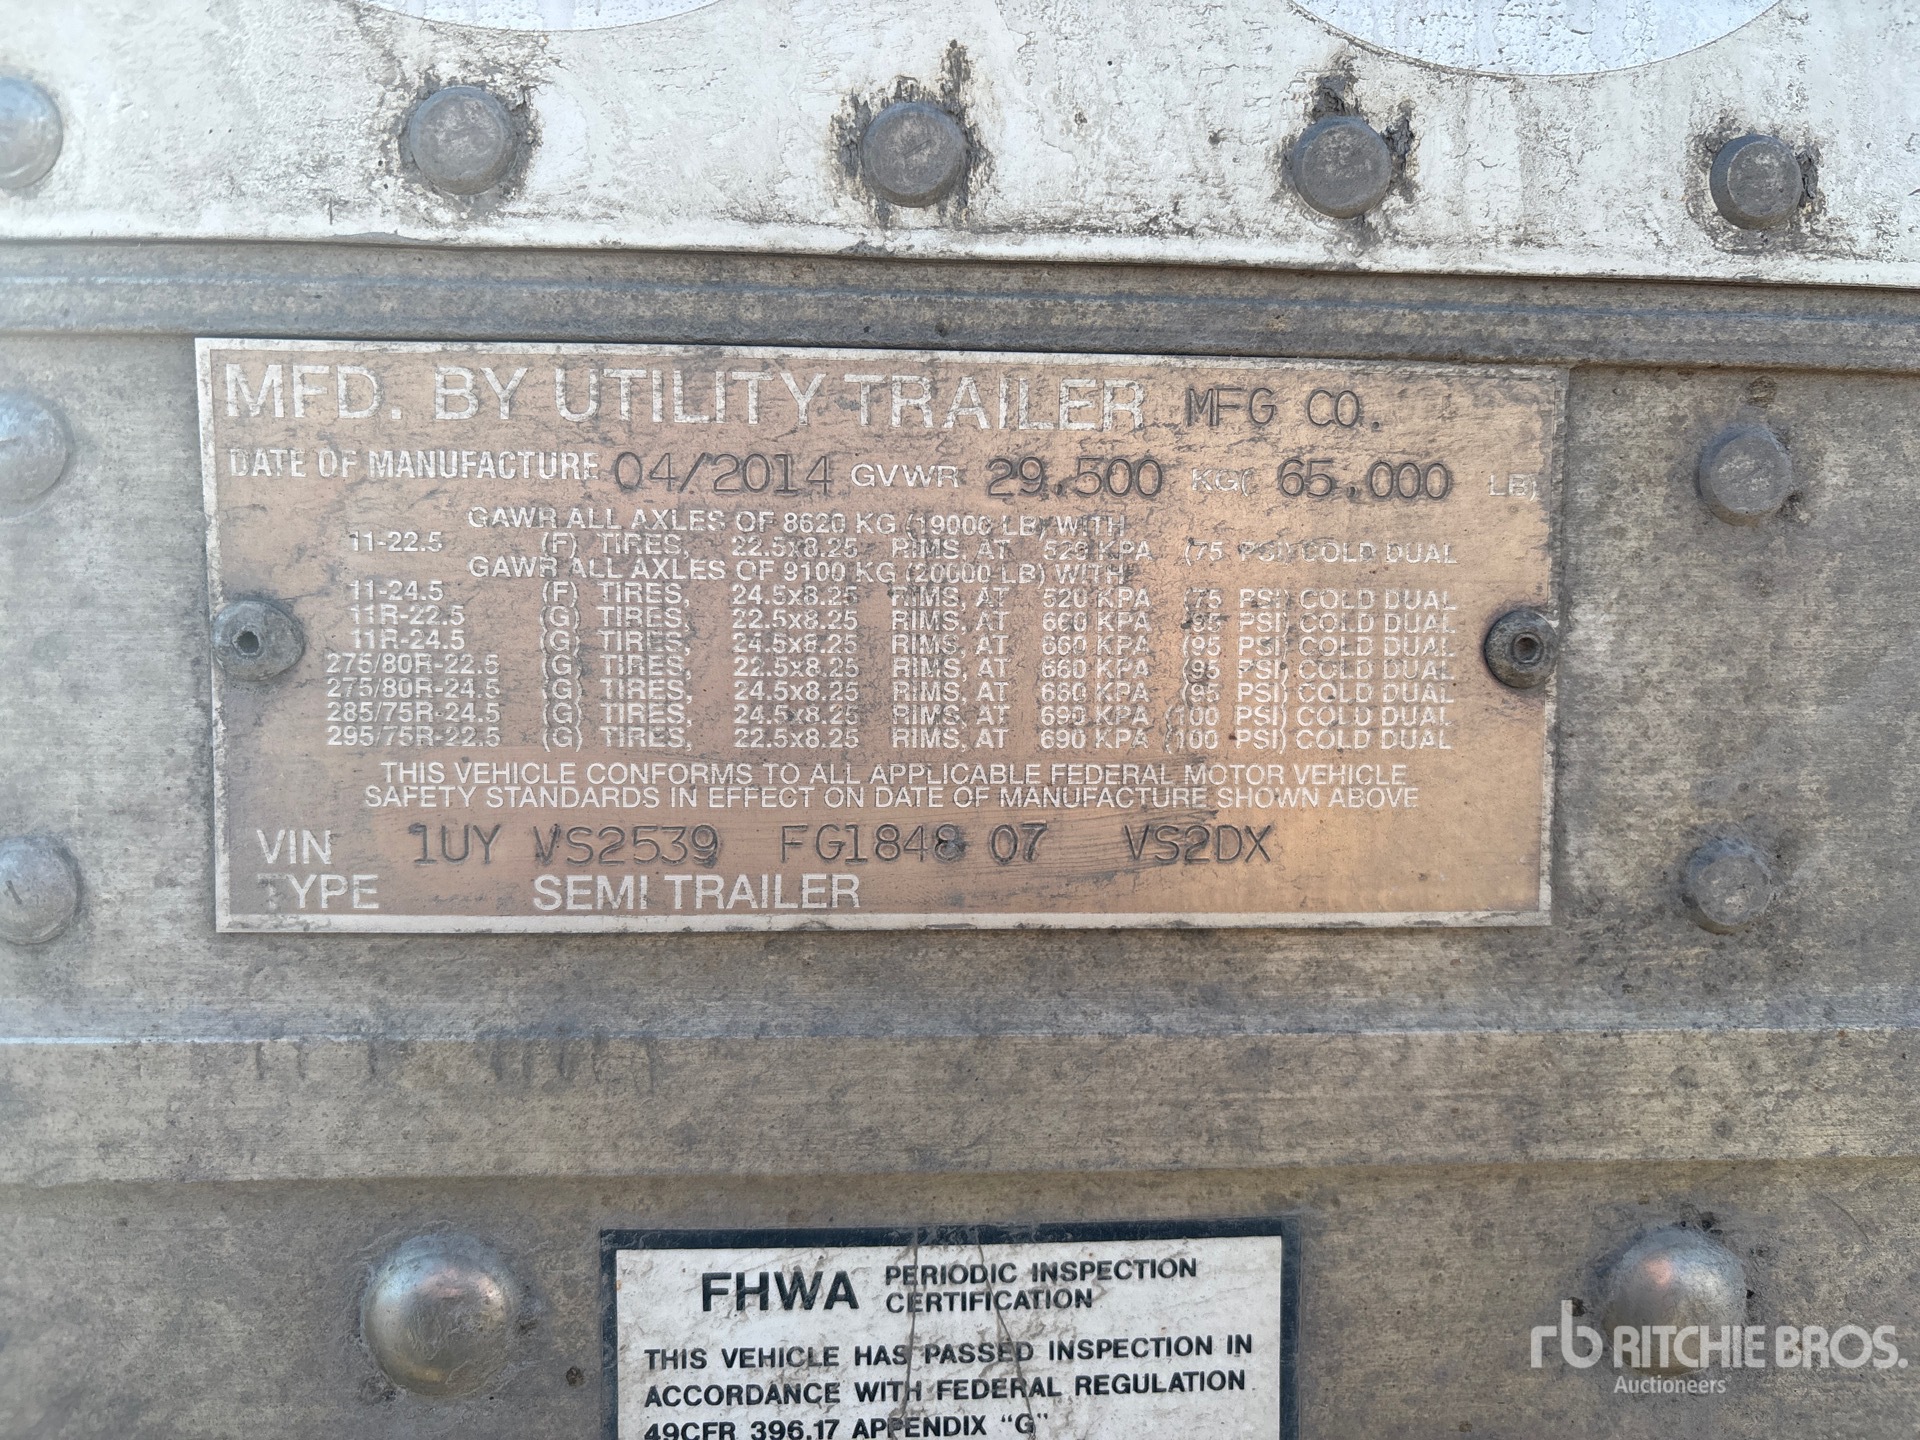 MFD. BY UTILITY TRAILER MFG CO.
DATE OF MANUFACTURE 04/2014 GVWR 29,500 KG( 65,000 LB)
GAWR ALL AXLES OF 8620 KG (19000 LB) WITH
11-22.5 (F) TIRES, 22.5x8.25 RIMS, AT 520 KPA (75 PSI) COLD DUAL
GAWR ALL AXLES OF 9100 KG (20000 LB) WITH
11-24.5 (F) TIRES, 24.5x8.25 RIMS, AT 520 KPA (75 PSI) COLD DUAL
11R-22.5 (G) TIRES, 22.5x8.25 RIMS, AT 660 KPA (95 PSI) COLD DUAL
11R-24.5 (G) TIRES, 24.5x8.25 RIMS, AT 660 KPA (95 PSI) COLD DUAL
275/80R-22.5 (G) TIRES, 22.5x8.25 RIMS, AT 660 KPA (95 PSI) COLD DUAL
275/80R-24.5 (G) TIRES, 24.5x8.25 RIMS, AT 660 KPA (95 PSI) COLD DUAL
285/75R-24.5 (G) TIRES, 24.5x8.25 RIMS, AT 690 KPA (100 PSI) COLD DUAL
295/75R-22.5 (G) TIRES, 22.5x8.25 RIMS, AT 690 KPA (100 PSI) COLD DUAL
THIS VEHICLE CONFORMS TO ALL APPLICABLE FEDERAL MOTOR VEHICLE
SAFETY STANDARDS IN EFFECT ON DATE OF MANUFACTURE SHOWN ABOVE
VIN 1UY VS2539 FG1848 07 VS2DX
TYPE SEMI TRAILER
FHWA PERIODIC INSPECTION
CERTIFICATION
THIS VEHICLE HAS PASSED INSPECTION IN
ACCORDANCE WITH FEDERAL REGULATION
49CFR 396.17 APPENDIX "G"
rb RITCHIE BROS.
Auctioneers